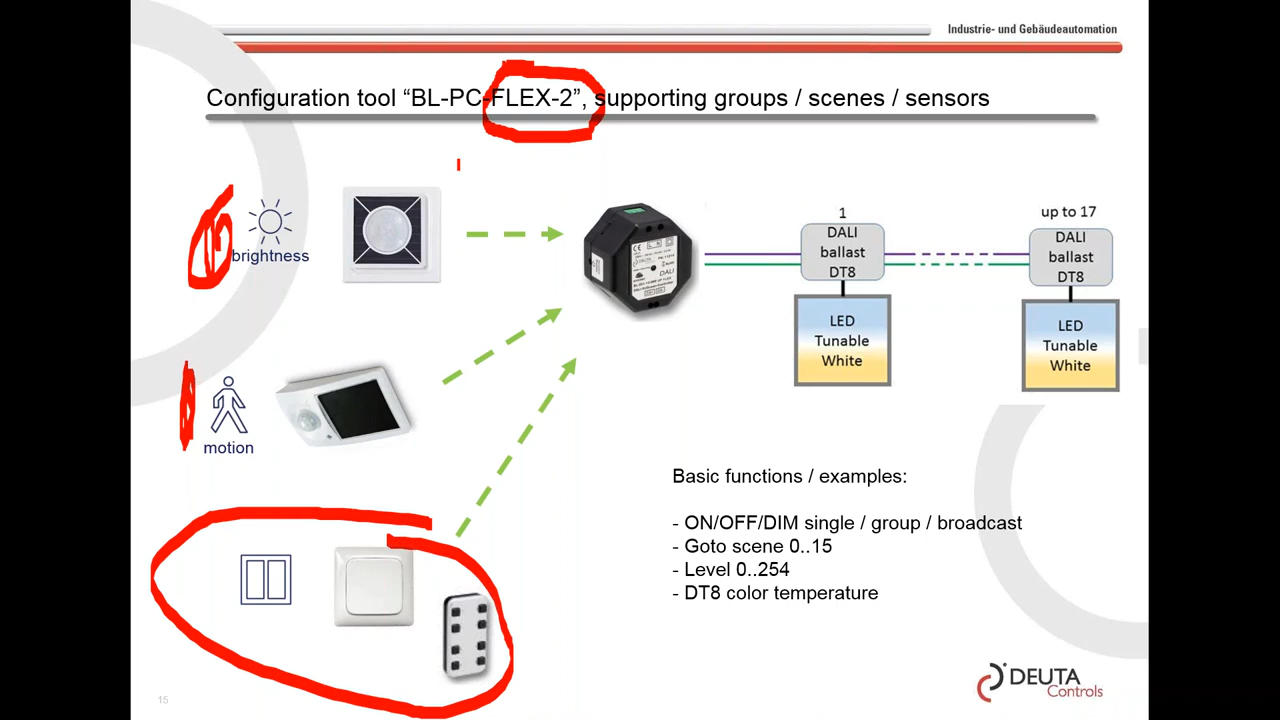 Industrie- und Gebäudeautomation
Configuration tool “BL-PC-FLEX-2”, supporting groups / scenes / sensors
brightness
motion
DALI
1
DALI
ballast
DT8
LED
Tunable
White
up to 17
DALI
ballast
DT8
LED
Tunable
White
Basic functions / examples:
- ON/OFF/DIM single / group / broadcast
- Goto scene 0..15
- Level 0..254
- DT8 color temperature
15
DEUTA
Controls